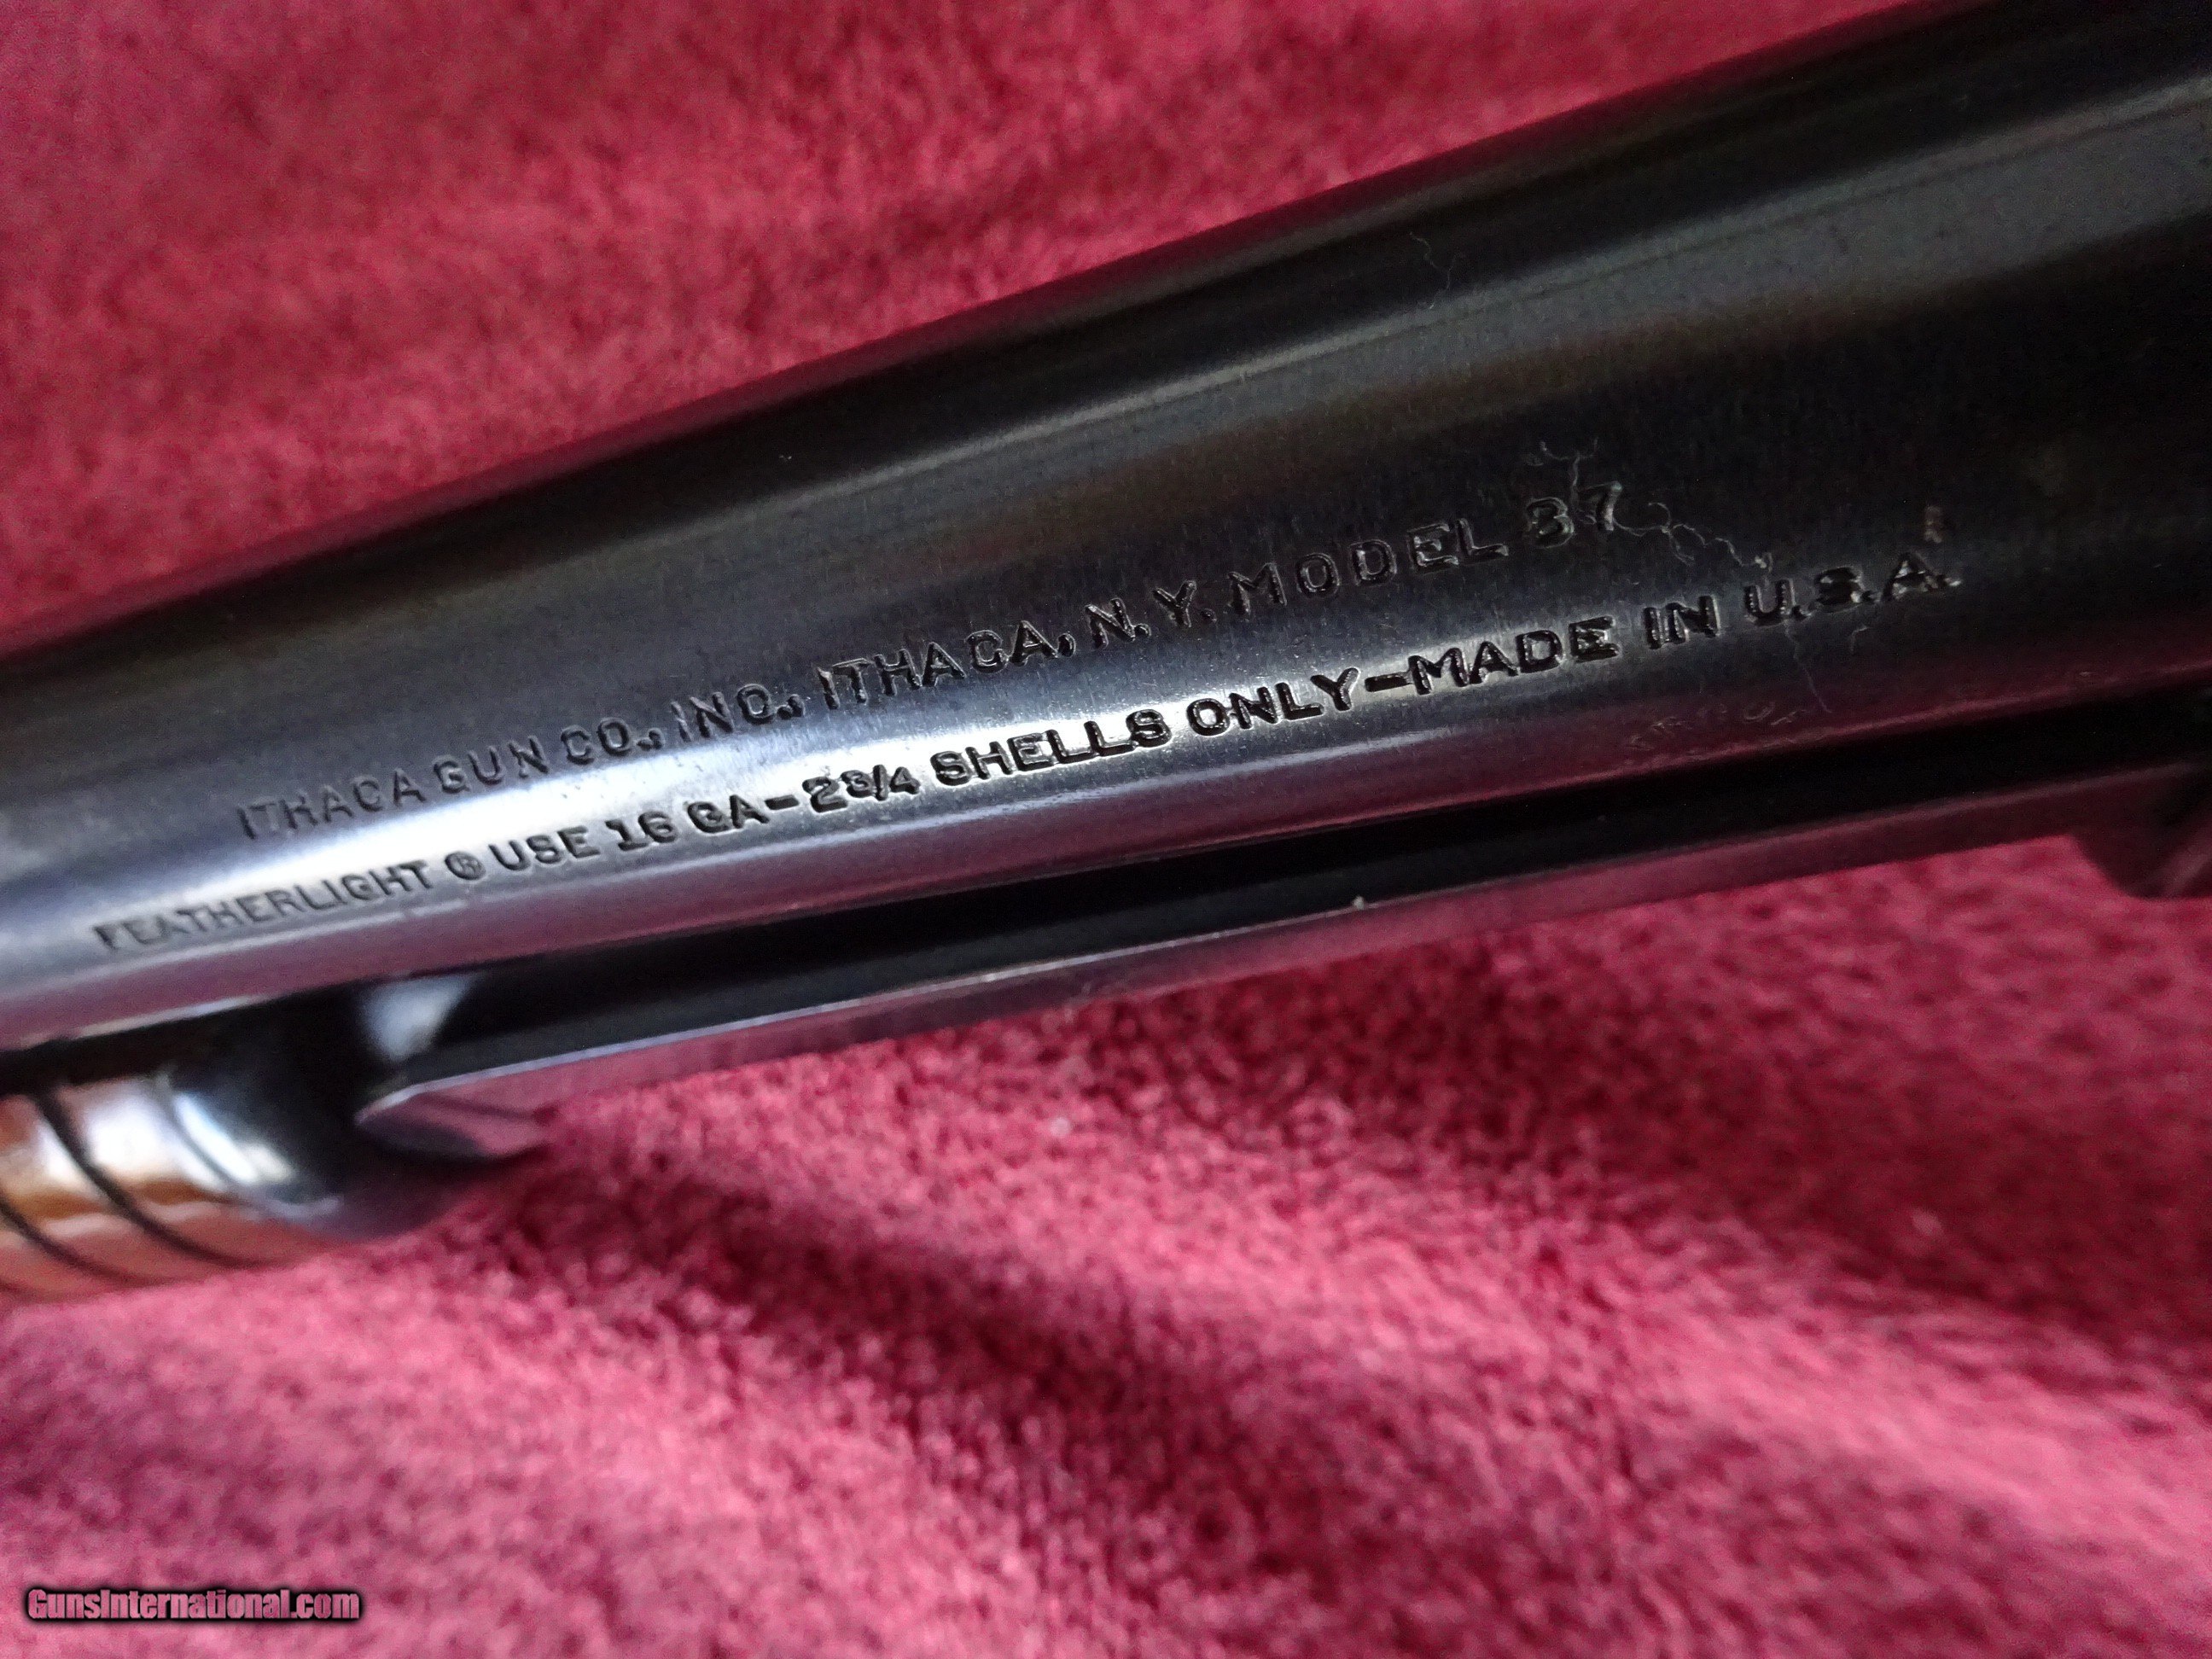 ITHACA GUN CO., INC., ITHACA, N.Y. MODEL 37
FEATHERLIGHT ® USE 16 GA-2¾ SHELLS ONLY-MADE IN U.S.A.
GunsInternational.com